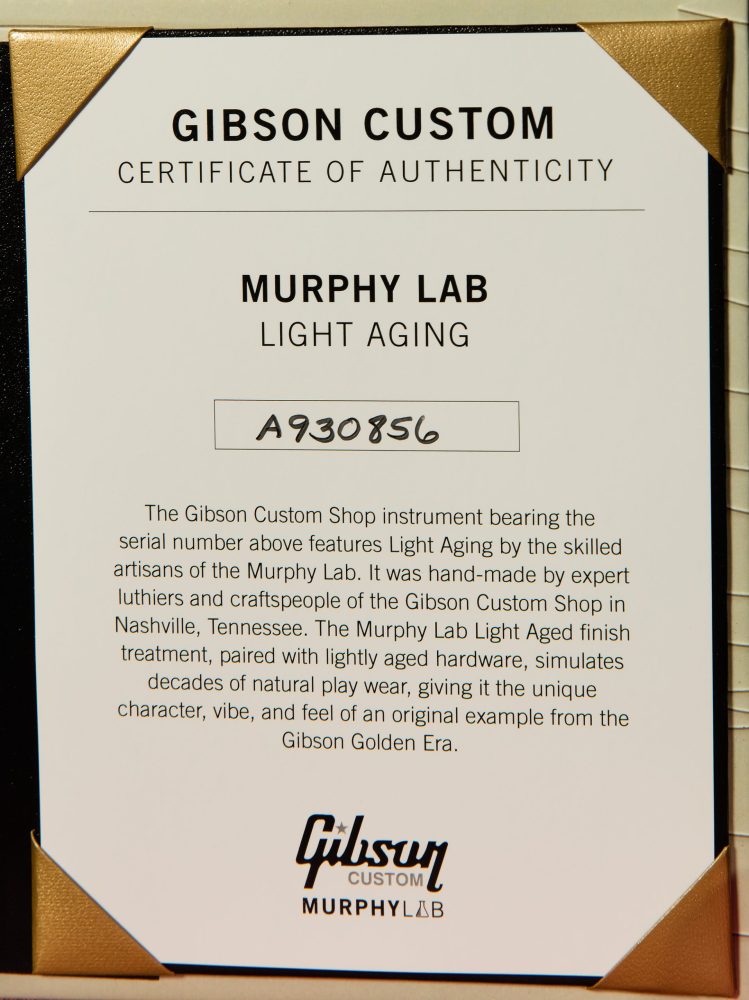 GIBSON CUSTOM
CERTIFICATE OF AUTHENTICITY
MURPHY LAB
LIGHT AGING
A930856
The Gibson Custom Shop instrument bearing the
serial number above features Light Aging by the skilled
artisans of the Murphy Lab. It was hand-made by expert
luthiers and craftspeople of the Gibson Custom Shop in
Nashville, Tennessee. The Murphy Lab Light Aged finish
treatment, paired with lightly aged hardware, simulates
decades of natural play wear, giving it the unique
character, vibe, and feel of an original example from the
Gibson Golden Era.
Gibson
CUSTOM
MURPHYLAB